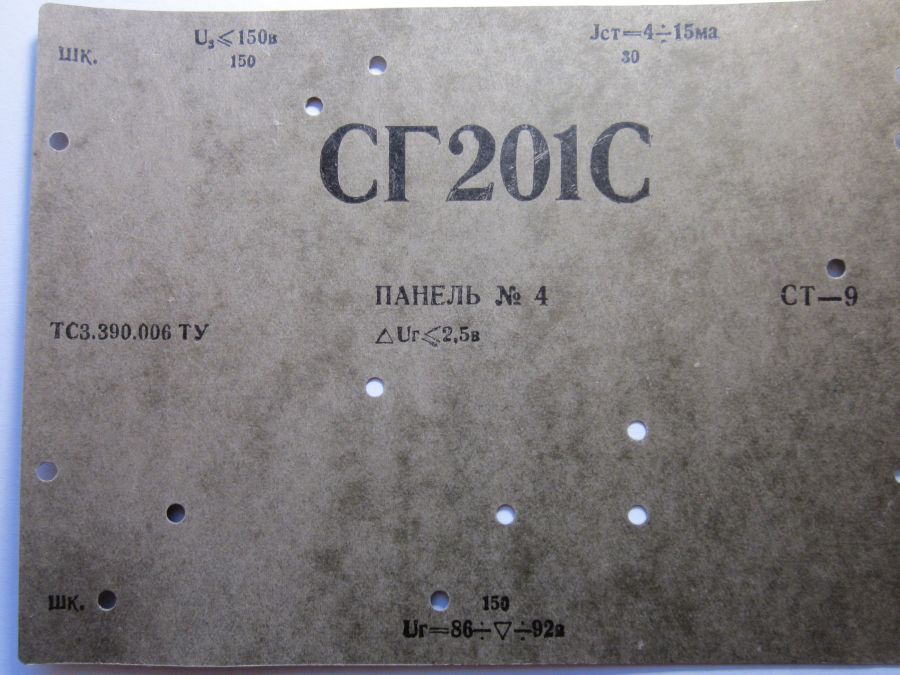 Uз⩽150в Jст=4÷15ма
шк. 150 30
СГ201С
ПАНЕЛЬ № 4 СТ—9
ТС3.390.006 ТУ △Uг⩽2,5в
шк. 150
Uг=86÷▽÷92в